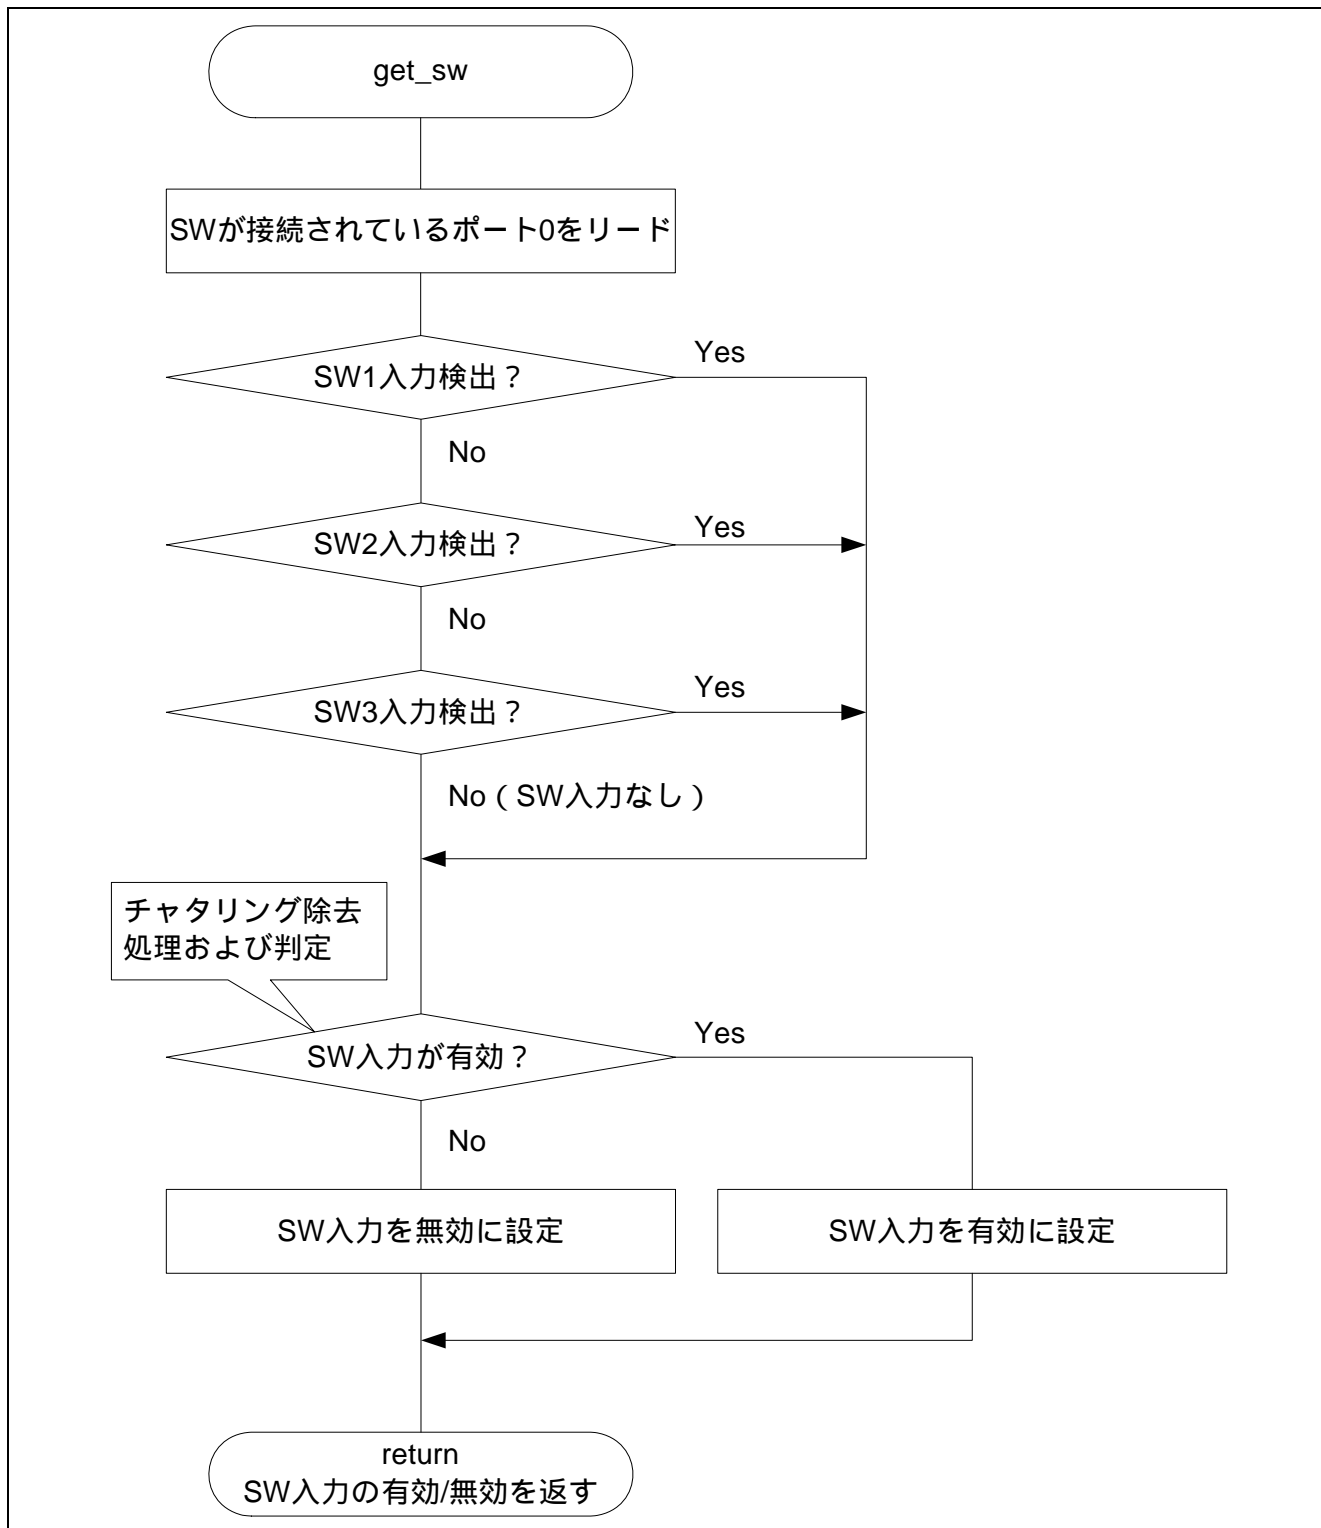 get_sw
SWが接続されているポート0をリード
SW1入力検出？
Yes
No
SW2入力検出？
Yes
No
SW3入力検出？
Yes
No（SW入力なし）
チャタリング除去
処理および判定
SW入力が有効？
Yes
No
SW入力を無効に設定
SW入力を有効に設定
return
SW入力の有効/無効を返す